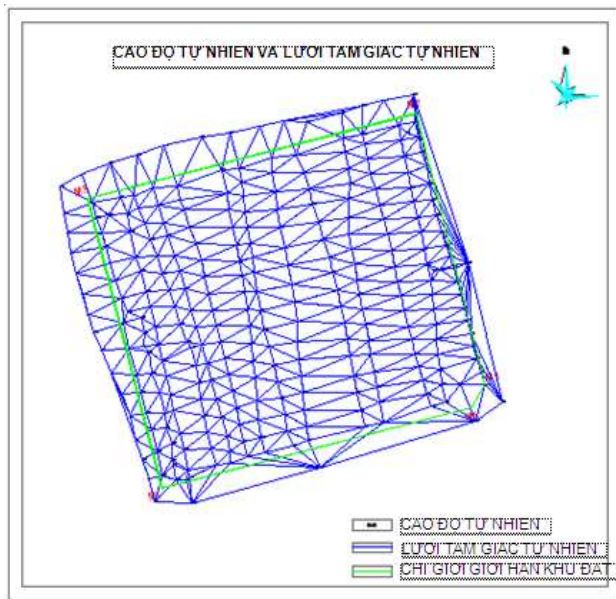 CAO ĐỘ TỰ NHIÊN VÀ LƯỚI TAM GIÁC TỰ NHIÊN
CAO ĐỘ TỰ NHIÊN
LƯỚI TAM GIÁC TỰ NHIÊN
CHỈ GIỚI GIỚI HẠN KHU ĐẤT